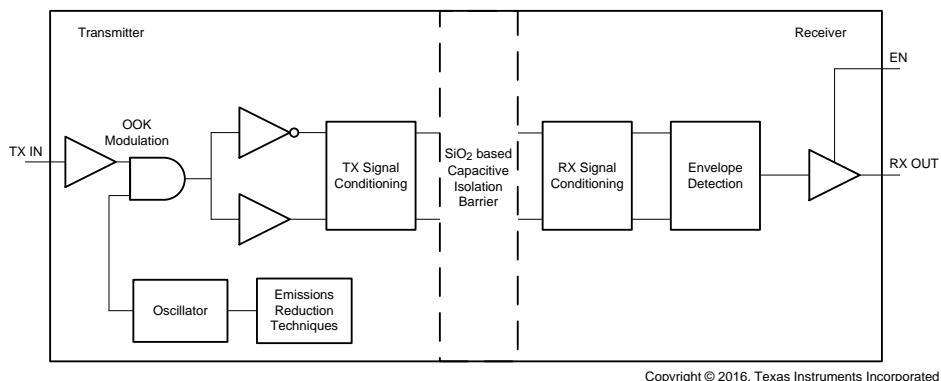 Transmitter
Receiver
EN
OOK
Modulation
TX IN
TX Signal
Conditioning
SiO2 based
Capacitive
Isolation
Barrier
RX Signal
Conditioning
Envelope
Detection
RX OUT
Oscillator
Emissions
Reduction
Techniques
Copyright © 2016, Texas Instruments Incorporated